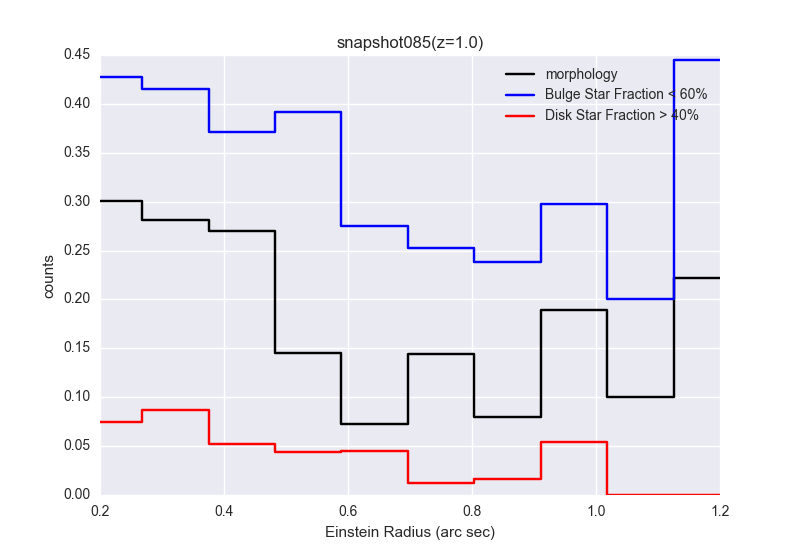 snapshot085(z=1.0)
morphology
Bulge Star Fraction < 60%
Disk Star Fraction > 40%
counts
0.45
0.40
0.35
0.30
0.25
0.20
0.15
0.10
0.05
0.00
0.2 0.4 0.6 0.8 1.0 1.2
Einstein Radius (arc sec)